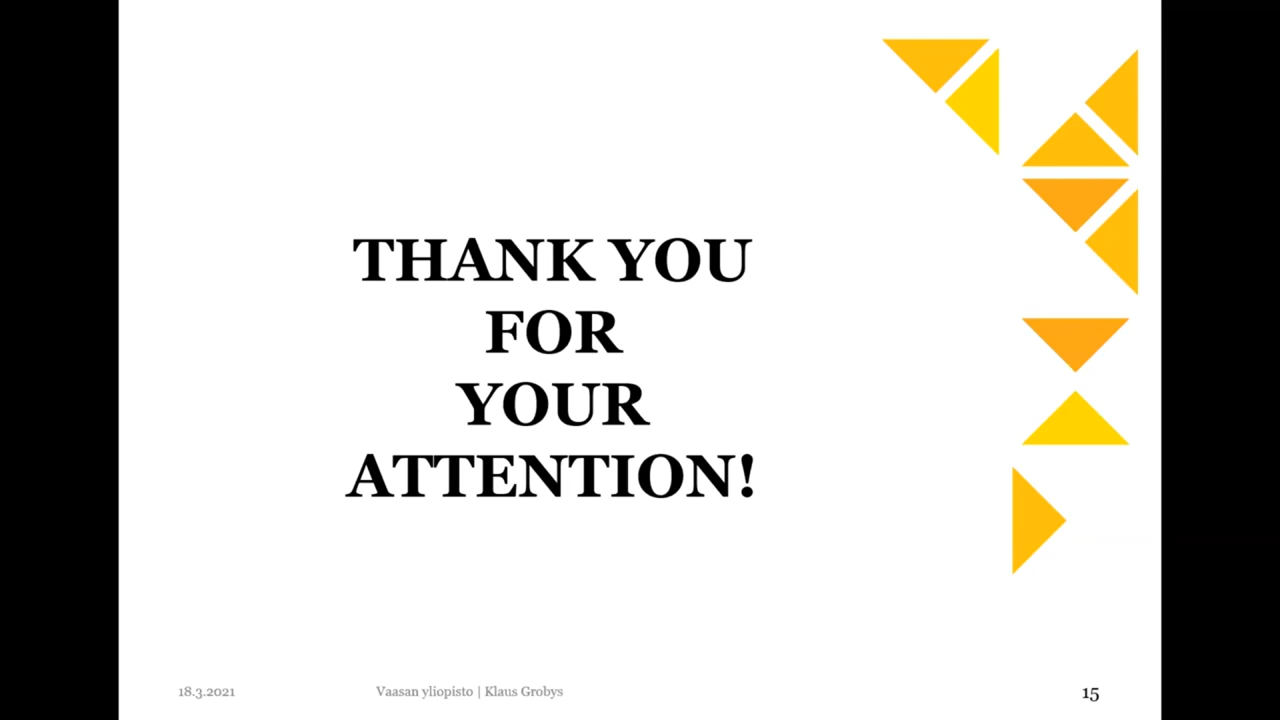 THANK YOU
FOR
YOUR
ATTENTION!
18.3.2021
Vaasan yliopisto | Klaus Grobys
15